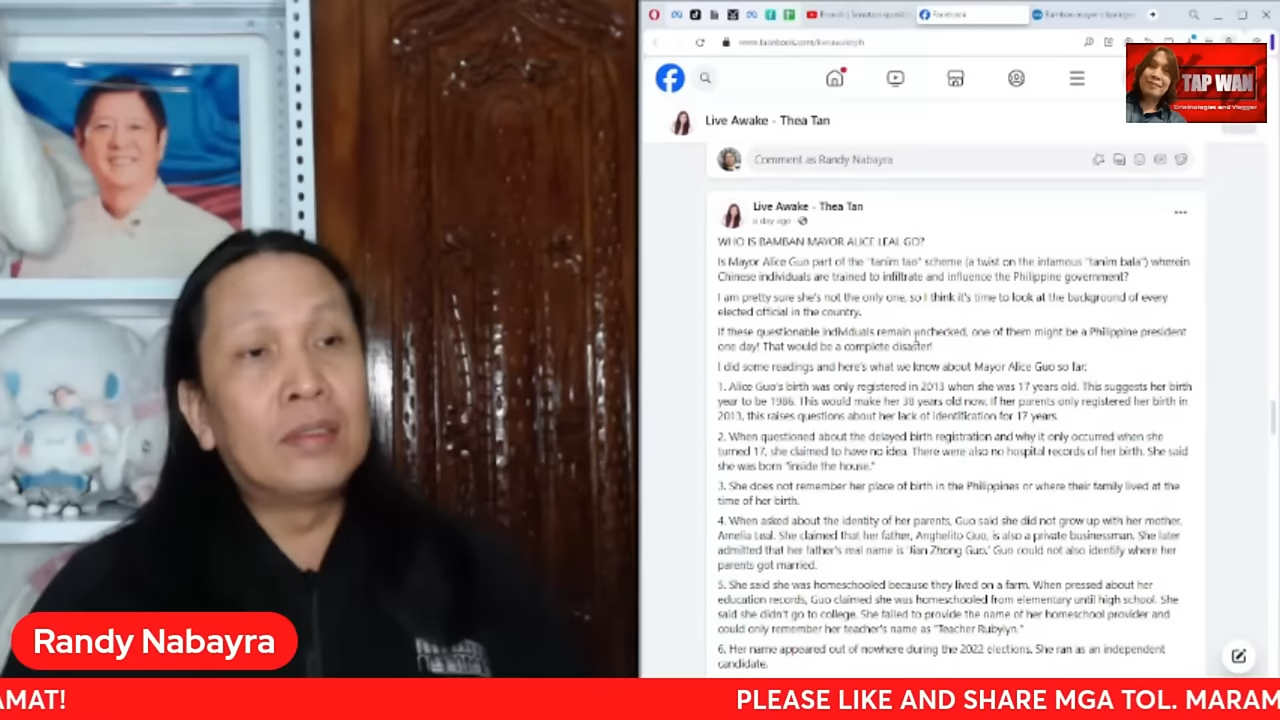 Facebook
www.facebook.com/liveawakeph
TAP WAN
Criminologies and Vlogger
Live Awake - Thea Tan
Comment as Randy Nabayra
Live Awake - Thea Tan
a day ago
WHO IS BAMBAN MAYOR ALICE LEAL GO?
Is Mayor Alice Guo part of the "tanim tao" scheme (a twist on the infamous "tanim bala") wherein
Chinese individuals are trained to infiltrate and influence the Philippine government?
I am pretty sure she's not the only one, so I think it's time to look at the background of every
elected official in the country.
If these questionable individuals remain unchecked, one of them might be a Philippine president
one day! That would be a complete disaster!
I did some readings and here's what we know about Mayor Alice Guo so far:
1. Alice Guo's birth was only registered in 2013 when she was 17 years old. This suggests her birth
year to be 1986. This would make her 38 years old now. If her parents only registered her birth in
2013, this raises questions about her lack of identification for 17 years.
2. When questioned about the delayed birth registration and why it only occurred when she
turned 17, she claimed to have no idea. There were also no hospital records of her birth. She said
she was born "inside the house."
3. She does not remember her place of birth in the Philippines or where their family lived at the
time of her birth.
4. When asked about the identity of her parents, Guo said she did not grow up with her mother,
Amelia Leal. She claimed that her father, Anghelito Guo, is also a private businessman. She later
admitted that her father's real name is 'Jian Zhong Guo.' Guo could not also identify where her
parents got married.
5. She said she was homeschooled because they lived on a farm. When pressed about her
education records, Guo claimed she was homeschooled from elementary until high school. She
said she didn't go to college. She failed to provide the name of her homeschool provider and
could only remember her teacher's name as "Teacher Rubylyn."
6. Her name appeared out of nowhere during the 2022 elections. She ran as an independent
candidate.
Randy Nabayra
AMAT! PLEASE LIKE AND SHARE MGA TOL. MARAM